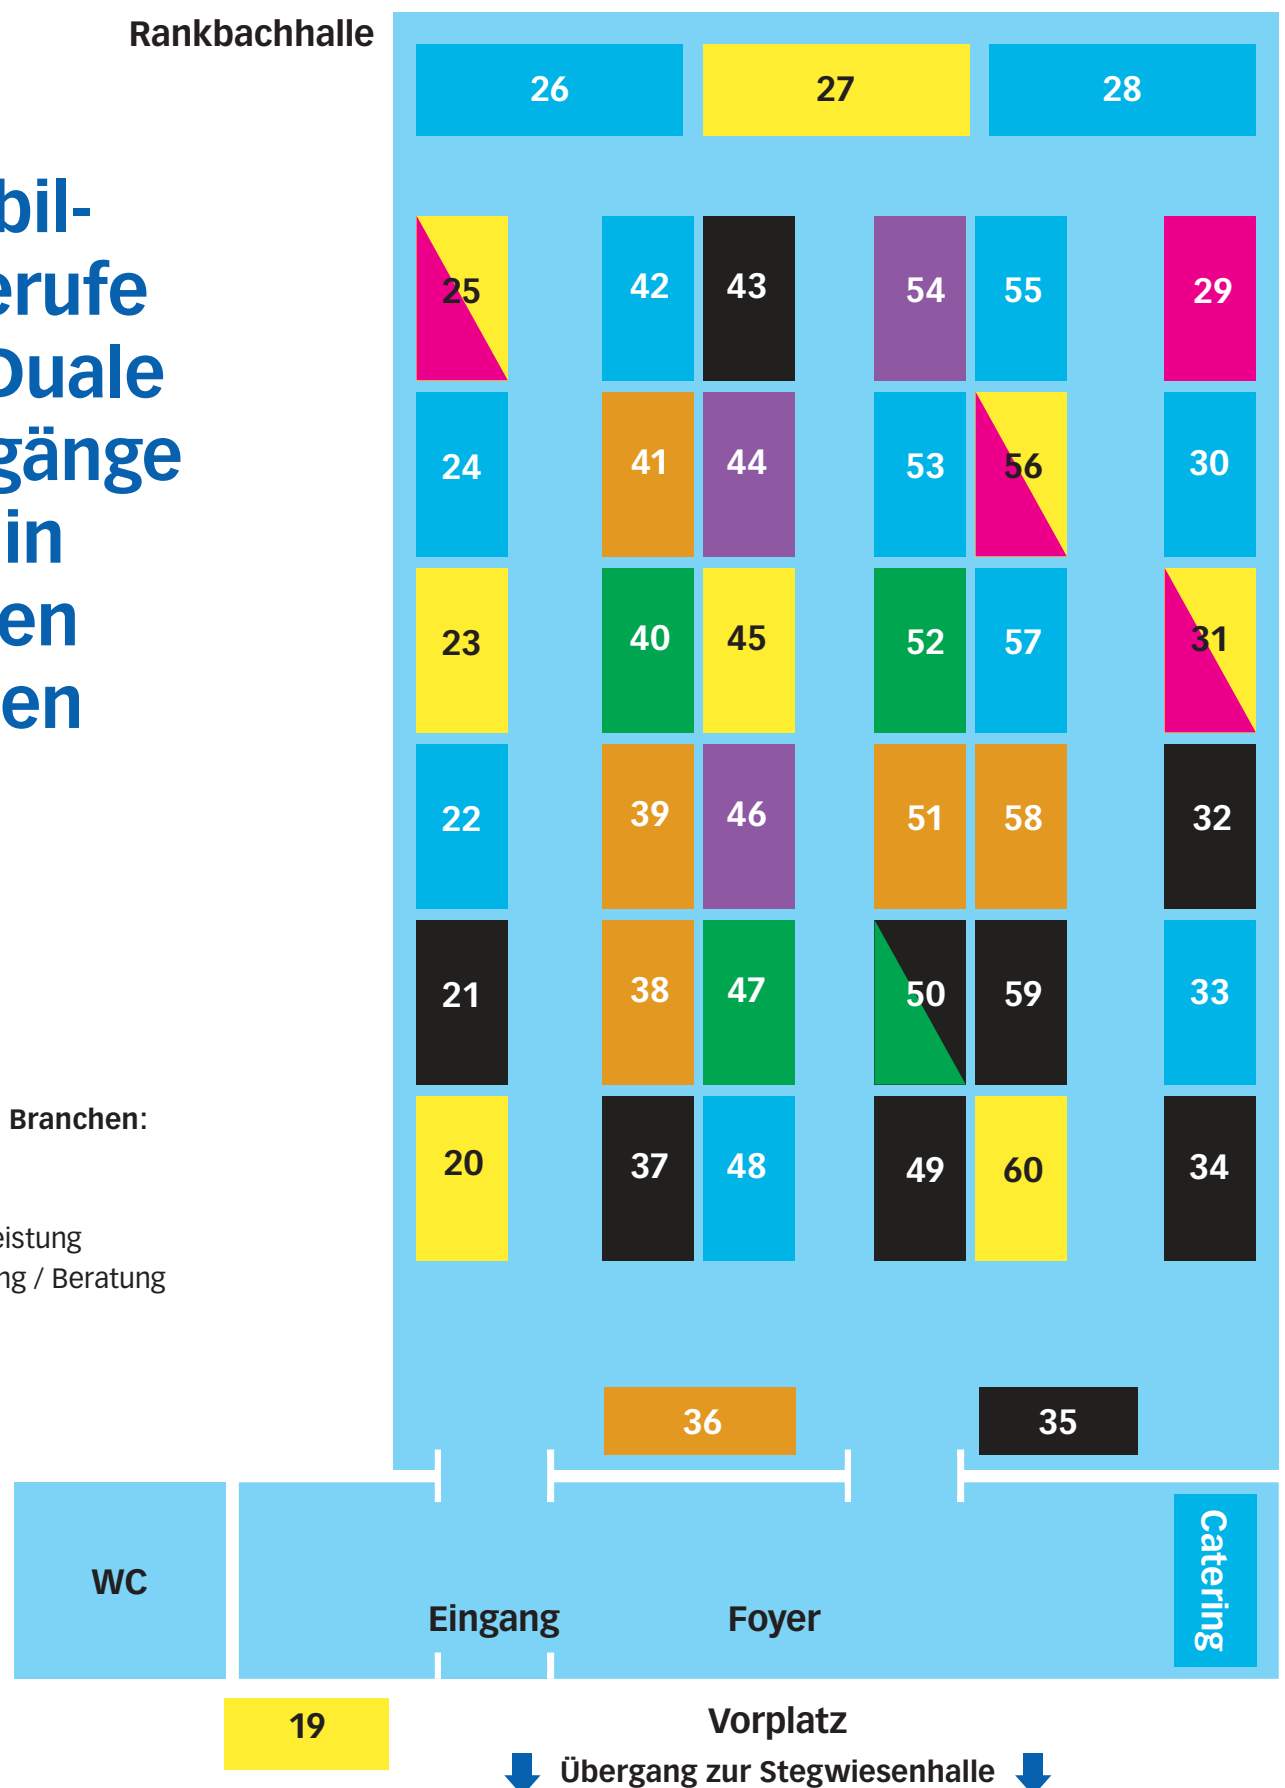 Rankbachhalle
26 27 28
bil-
erufe
Duale
gänge
in
en
en
25 42 43 54 55 29
24 41 44 53 56 30
23 40 45 52 57 31
22 39 46 51 58 32
21 38 47 50 59 33
Branchen:
20 37 48 49 60 34
eistung
ng / Beratung
36 35
WC
Eingang
Foyer
Catering
19
Vorplatz
Übergang zur Stegwiesenhalle